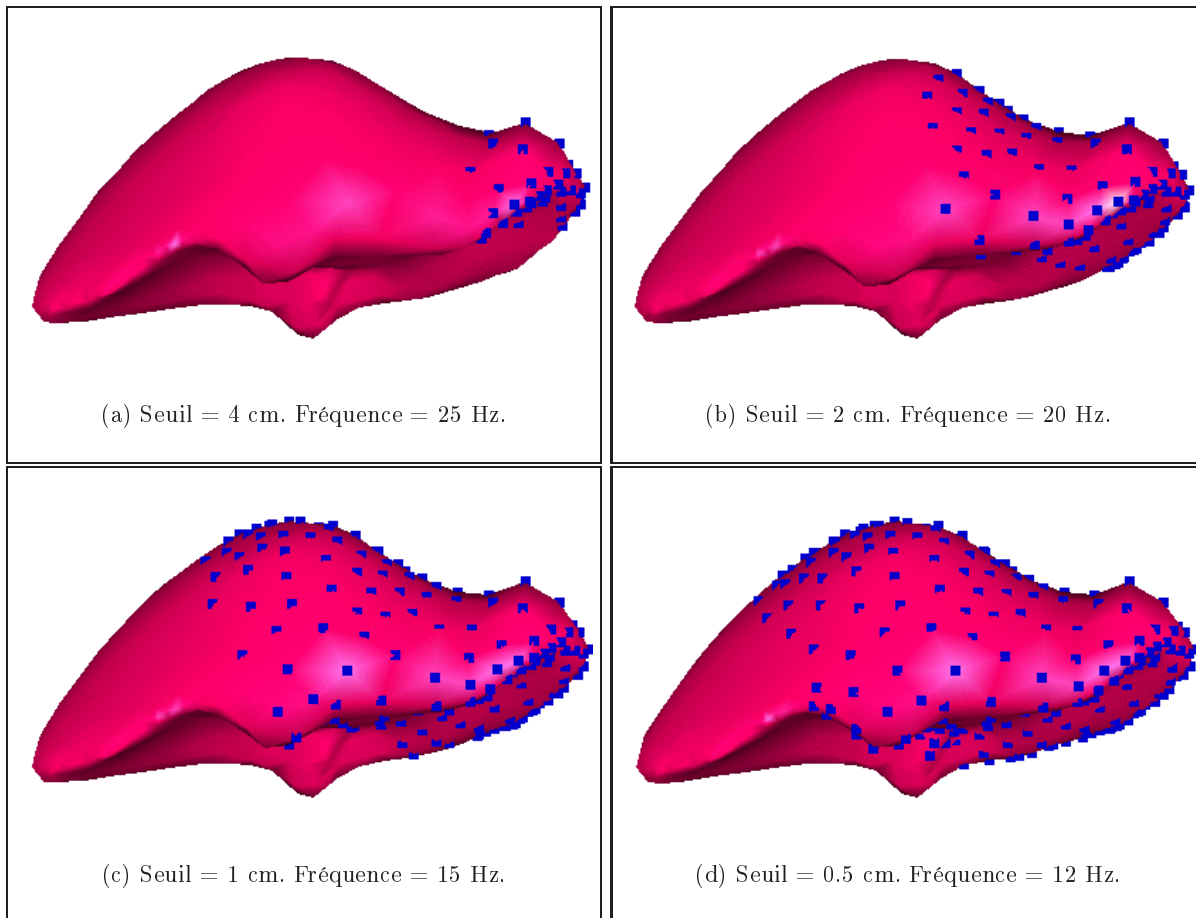 (a) Seuil = 4 cm. Fréquence = 25 Hz.
(b) Seuil = 2 cm. Fréquence = 20 Hz.
(c) Seuil = 1 cm. Fréquence = 15 Hz.
(d) Seuil = 0.5 cm. Fréquence = 12 Hz.